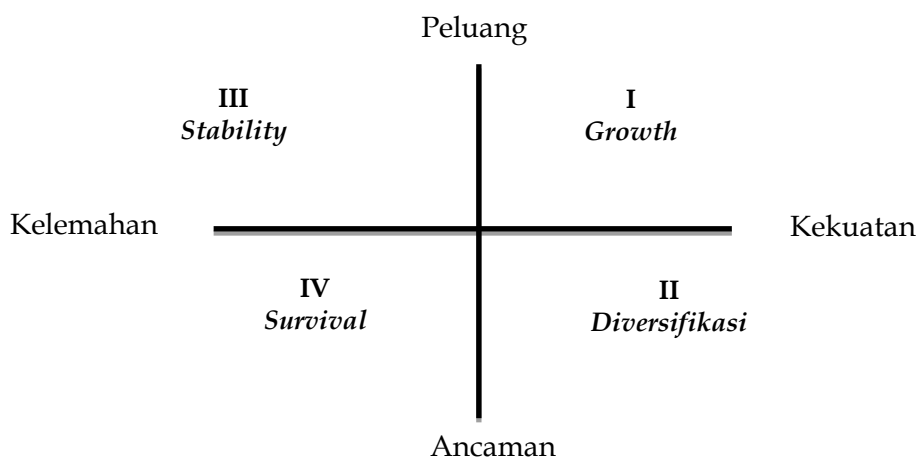 Peluang
III
Stability
I
Growth
Kelemahan
Kekuatan
IV
Survival
II
Diversifikasi
Ancaman